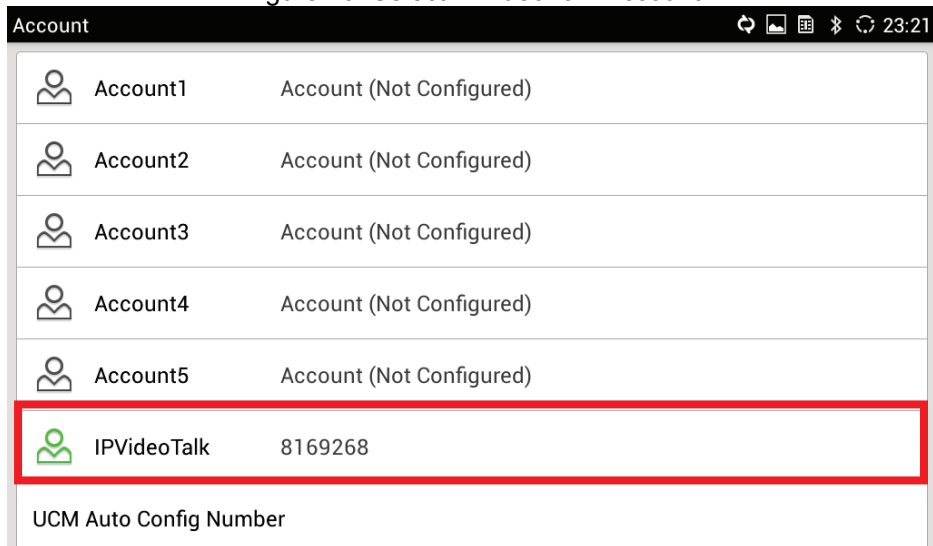 Account 23:21
Account1 Account (Not Configured)
Account2 Account (Not Configured)
Account3 Account (Not Configured)
Account4 Account (Not Configured)
Account5 Account (Not Configured)
IPVideoTalk 8169268
UCM Auto Config Number